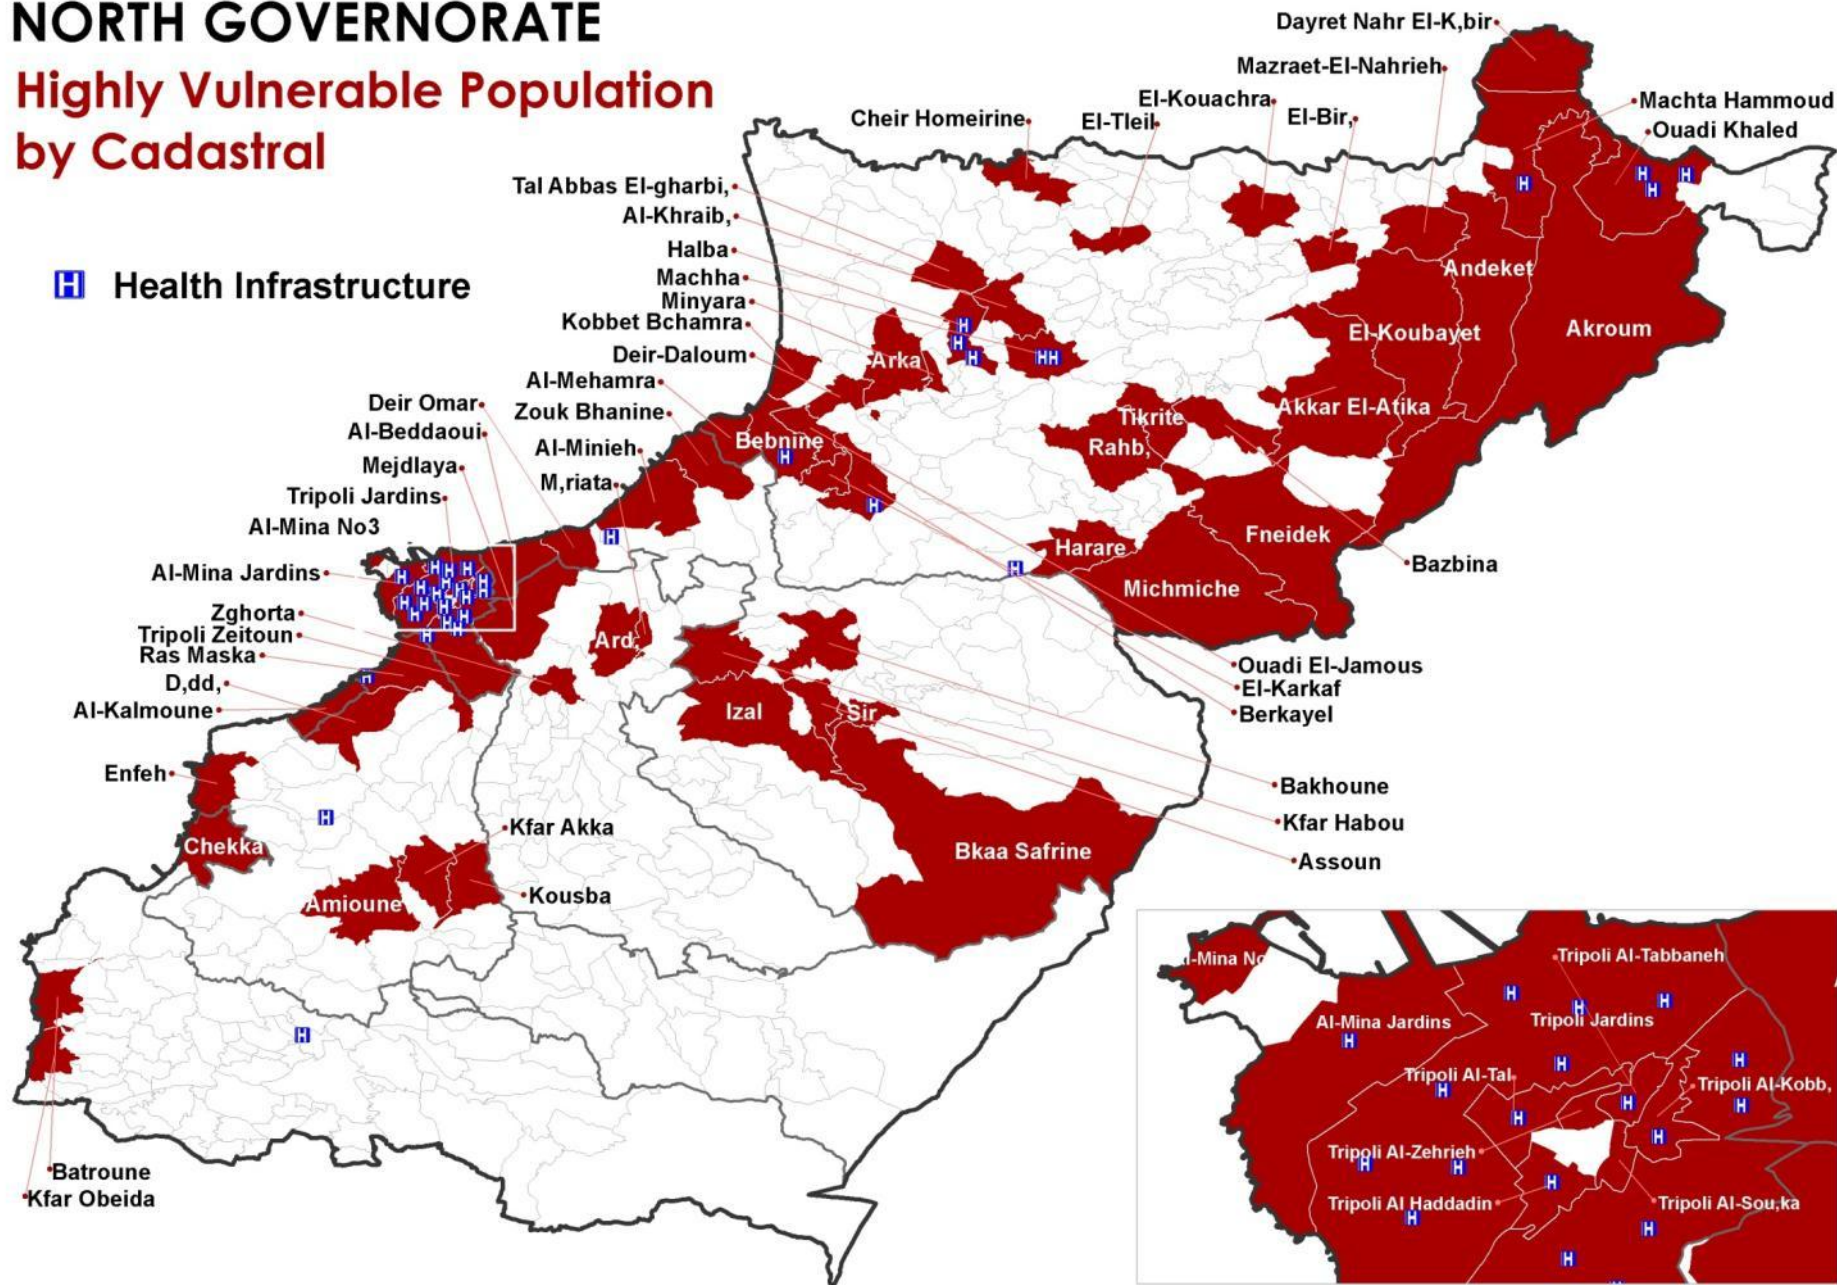 NORTH GOVERNORATE
Highly Vulnerable Population
by Cadastral
H Health Infrastructure
Dayret Nahr El-K,bir
Mazraet-El-Nahrieh
El-Kouachra
El-Bir,
Cheir Homeirine
El-Tleil
Machta Hammoud
Ouadi Khaled
Tal Abbas El-gharbi,
Al-Khraib,
Halba
Machha
Minyara
Kobbet Bchamra
Deir-Daloum
Al-Mehamra
Zouk Bhanine
Al-Minieh
M,riata
Deir Omar
Al-Beddaoui
Mejdlaya
Tripoli Jardins
Al-Mina No3
Al-Mina Jardins
Zghorta
Tripoli Zeitoun
Ras Maska
D,dd,
Al-Kalmoune
Enfeh
Chekka
Andeket
Akroum
El-Koubayet
Akkar El-Atika
Arka
Bebnine
Tikrite
Rahb,
Fneidek
Harare
Michmiche
Bazbina
Ouadi El-Jamous
El-Karkaf
Berkayel
Ard,
Izal
Sir
Bakhoune
Kfar Habou
Assoun
Bkaa Safrine
Kfar Akka
Kousba
Amioune
Batroune
Kfar Obeida
l-Mina No
Tripoli Al-Tabbaneh
Al-Mina Jardins
Tripoli Jardins
Tripoli Al-Tal
Tripoli Al-Kobb,
Tripoli Al-Zehrieh
Tripoli Al Haddadin
Tripoli Al-Sou,ka